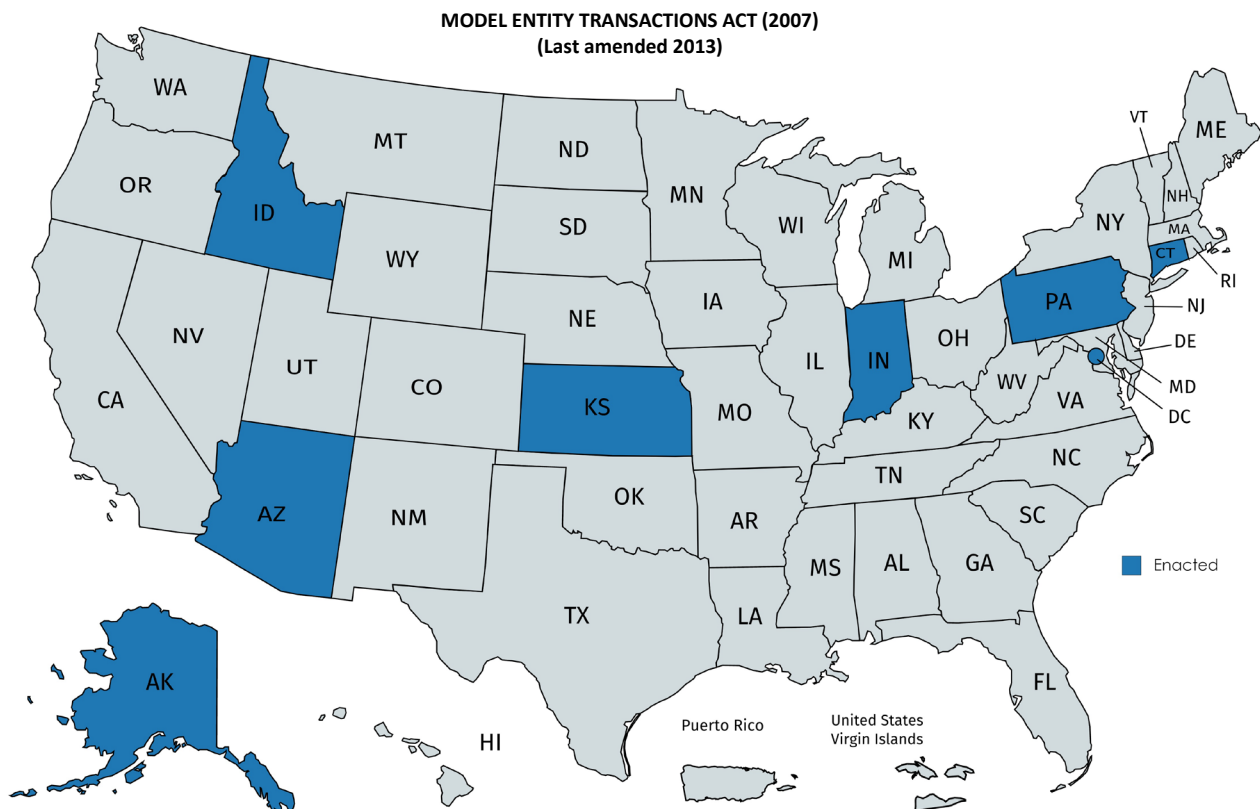 MODEL ENTITY TRANSACTIONS ACT (2007)
(Last amended 2013)
WA
MT
ND
MN
VT
ME
OR
ID
SD
WI
MI
NY
NH
MA
CT
RI
WY
IA
NE
PA
NJ
NV
UT
CO
KS
MO
IL
IN
OH
DE
MD
DC
WV
VA
CA
KY
AZ
NM
OK
AR
TN
NC
SC
MS
AL
GA
Enacted
TX
LA
FL
AK
HI
Puerto Rico
United States
Virgin Islands